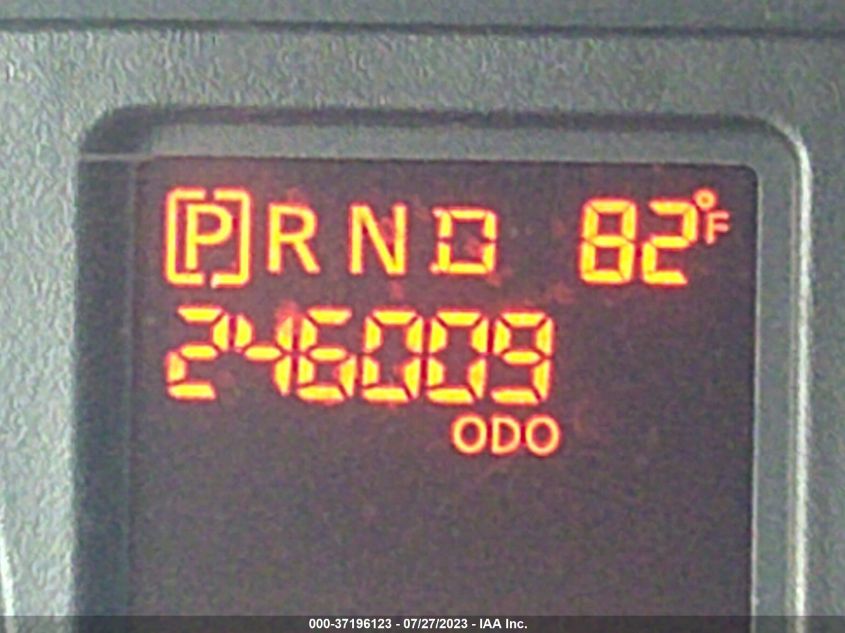 [P] R N D 82°F
246009
ODO
000-37196123 - 07/27/2023 - IAA Inc.